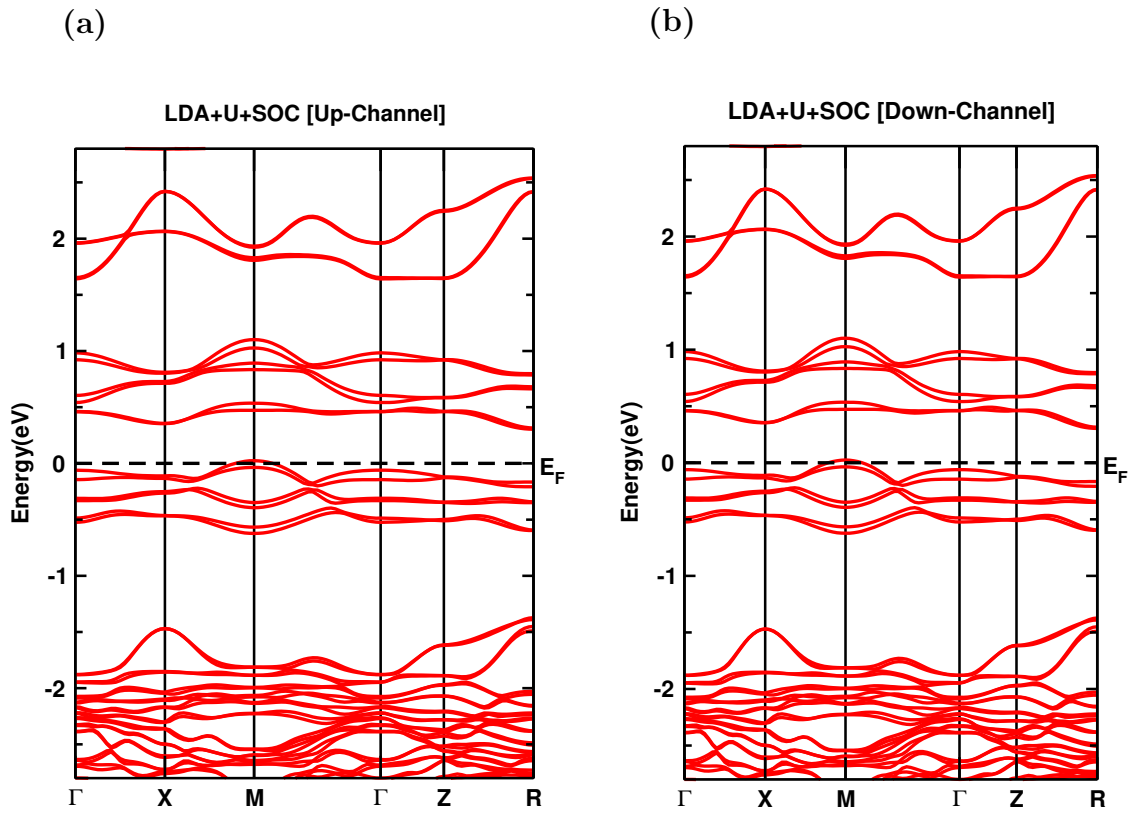 (a)
LDA+U+SOC [Up-Channel]
Energy(eV)
2
1
0
-1
-2
E_F
Γ X M Γ Z R
(b)
LDA+U+SOC [Down-Channel]
Energy(eV)
2
1
0
-1
-2
E_F
Γ X M Γ Z R